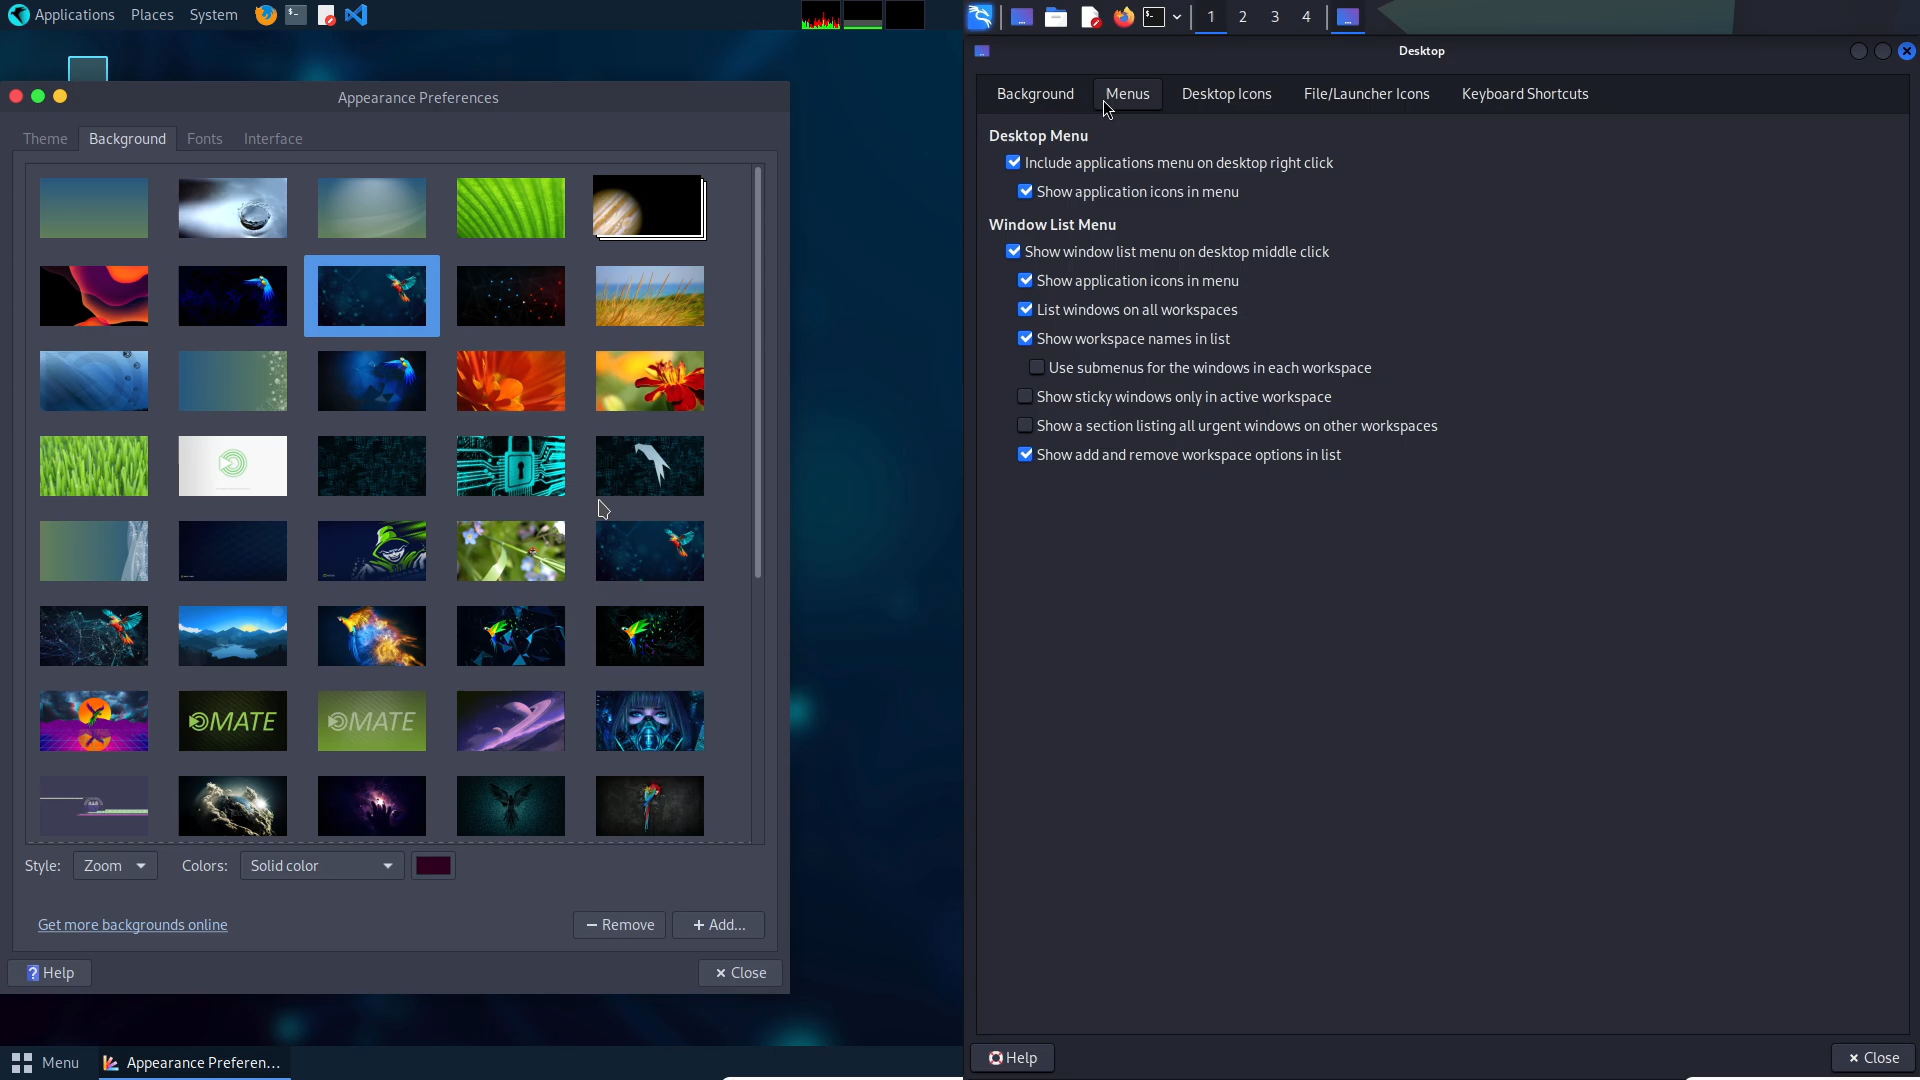 Applications Places System
Appearance Preferences
Theme Background Fonts Interface
MATE
MATE
Style: Zoom Colors: Solid color
Get more backgrounds online
Remove
Add...
Help
Close
Menu Appearance Preferen...
1 2 3 4
Desktop
Background Menus Desktop Icons File/Launcher Icons Keyboard Shortcuts
Desktop Menu
Include applications menu on desktop right click
Show application icons in menu
Window List Menu
Show window list menu on desktop middle click
Show application icons in menu
List windows on all workspaces
Show workspace names in list
Use submenus for the windows in each workspace
Show sticky windows only in active workspace
Show a section listing all urgent windows on other workspaces
Show add and remove workspace options in list
Help
Close